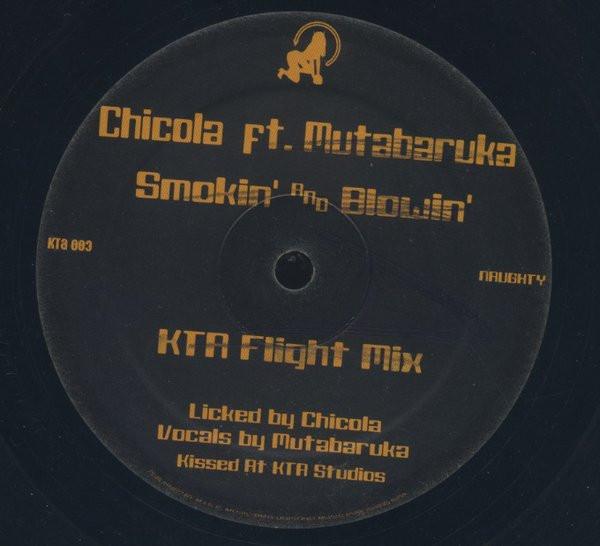 Chicola ft. Mutabaruka
Smokin' AND Blowin'
KTA 003
NAUGHTY
KTA Flight Mix
Licked by Chicola
Vocals by Mutabaruka
Kissed At KTA Studios